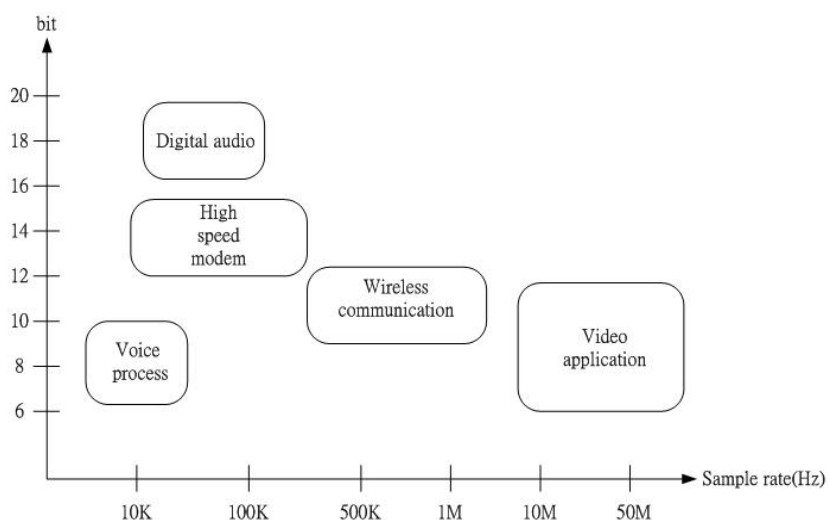 bit
20
18
16
14
12
10
8
6
Digital audio
High
speed
modem
Wireless
communication
Voice
process
Video
application
Sample rate(Hz)
10K
100K
500K
1M
10M
50M